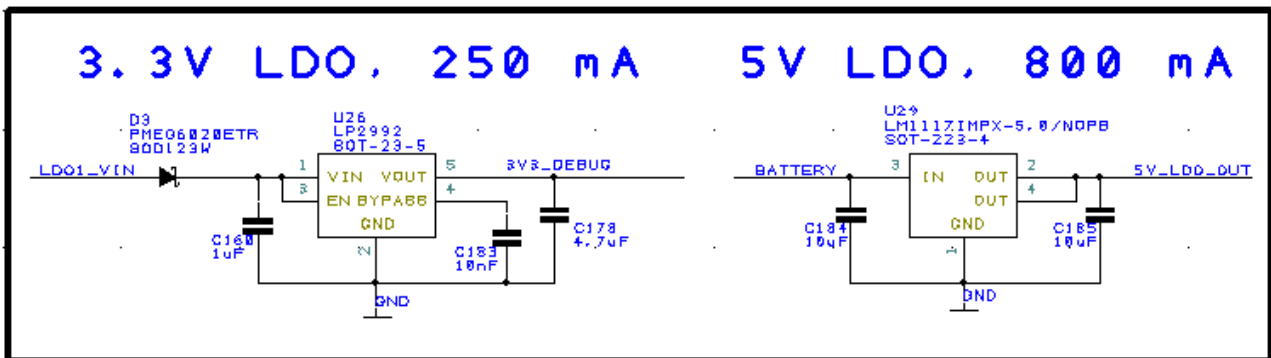 3.3V LDO, 250 mA
5V LDO, 800 mA
D3
PMEG6020ETR
SOD123W
U26
LP2992
SOT-23-5
LDO1_VIN
1
3
VIN VOUT
EN BYPASS
GND
5
4
2
3V3_DEBUG
C160
1uF
C183
10nF
C178
4.7uF
GND
U29
LM1117IMPX-5.0/NOPB
SOT-223-4
BATTERY
3
IN OUT
OUT
GND
2
4
1
5V_LDO_OUT
C184
10uF
C185
10uF
GND